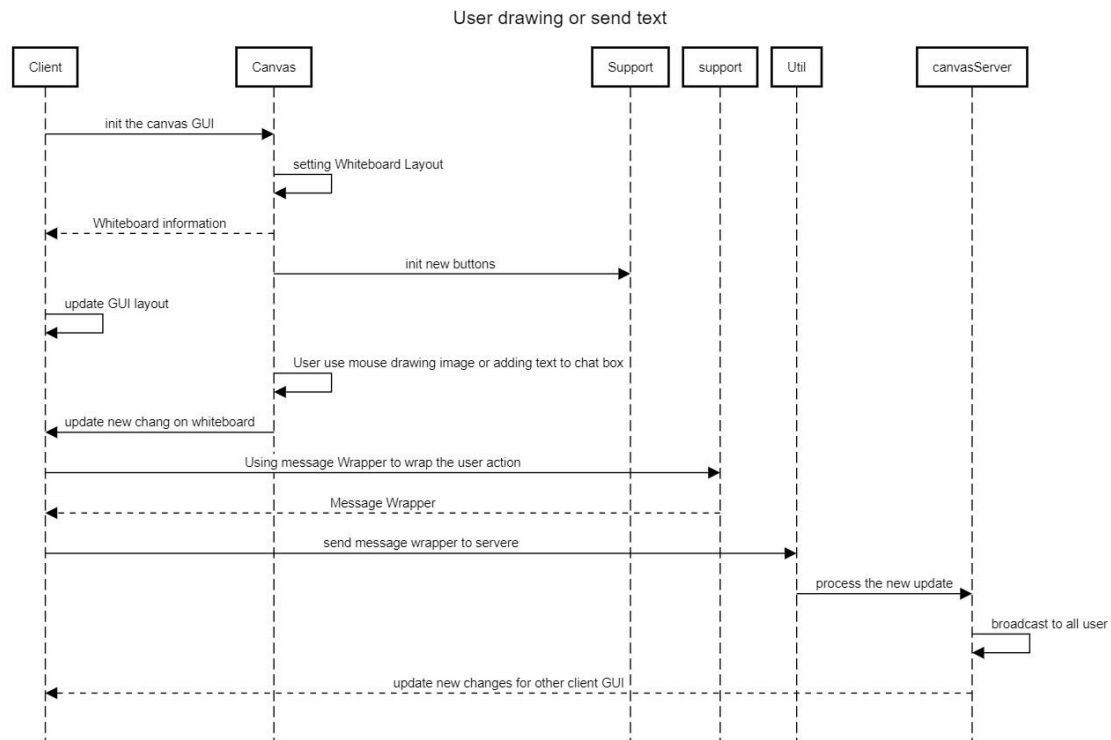 User drawing or send text
Client Canvas Support support Util canvasServer
init the canvas GUI
setting Whiteboard Layout
Whiteboard information
init new buttons
update GUI layout
User use mouse drawing image or adding text to chat box
update new chang on whiteboard
Using message Wrapper to wrap the user action
Message Wrapper
send message wrapper to servere
process the new update
broadcast to all user
update new changes for other client GUI